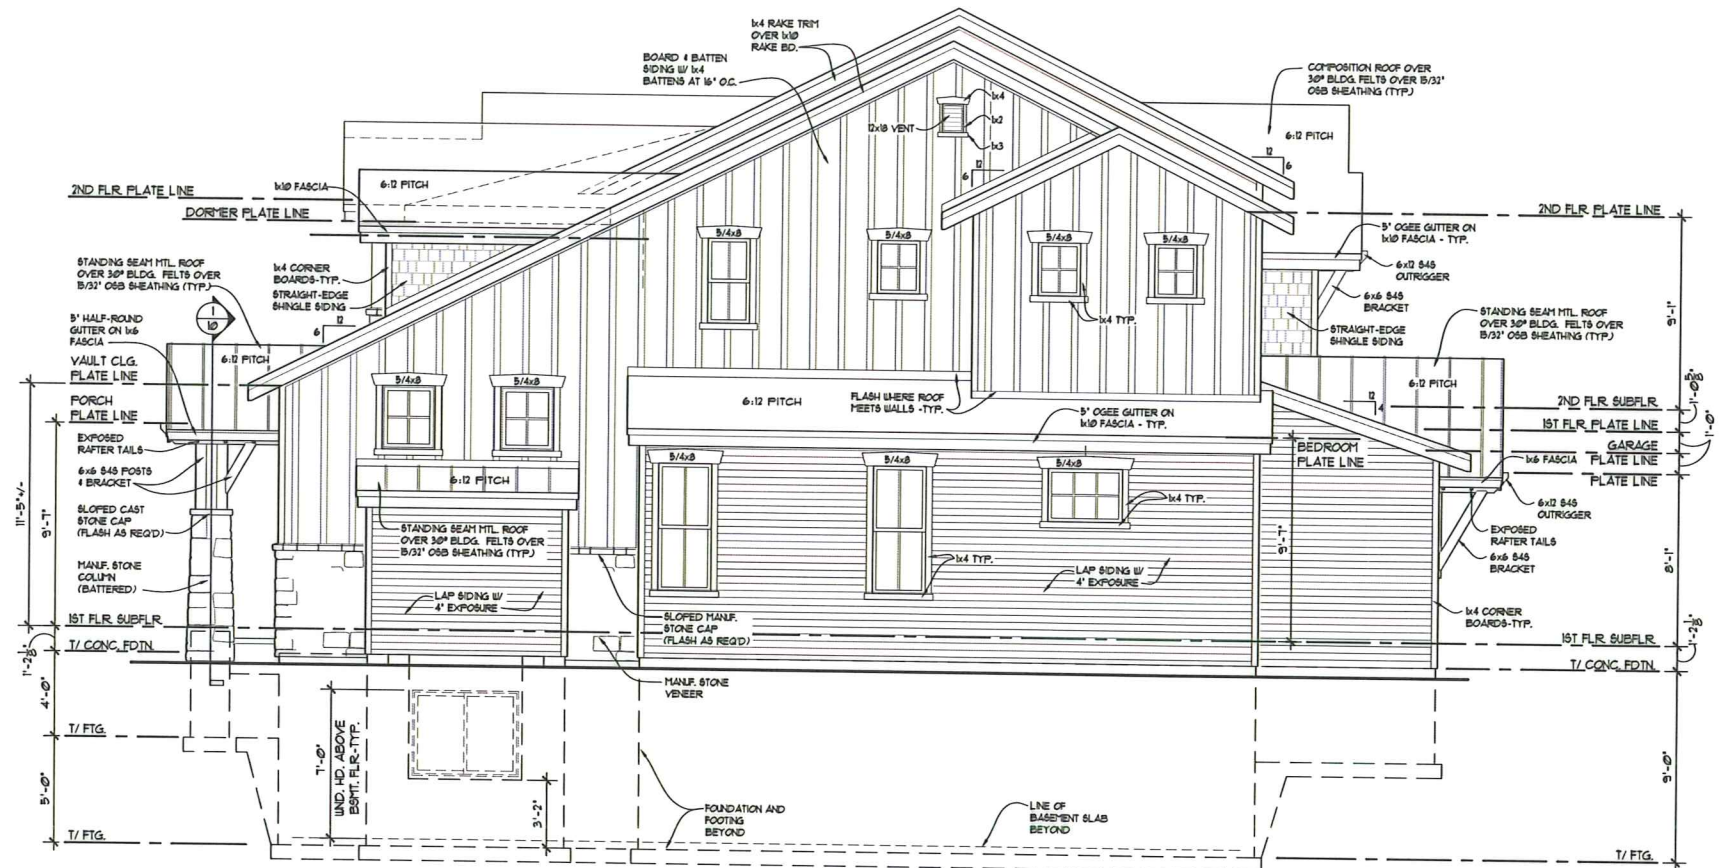 1x4 RAKE TRIM
OVER 1x10
RAKE BD.
BOARD & BATTEN
SIDING W/ 1x4
BATTENS AT 16" O.C.
COMPOSITION ROOF OVER
30# BLDG. FELTS OVER 15/32"
OSB SHEATHING (TYP.)
1x4
1x2
1x3
12x18 VENT
6:12 PITCH
12
6
12
6
2ND FLR. PLATE LINE
1x10 FASCIA
6:12 PITCH
DORMER PLATE LINE
2ND FLR. PLATE LINE
5" OGEE GUTTER ON
1x10 FASCIA - TYP.
5/4x8
5/4x8
5/4x8
5/4x8
STANDING SEAM MTL. ROOF
OVER 30# BLDG. FELTS OVER
15/32" OSB SHEATHING (TYP.)
1x4 CORNER
BOARDS-TYP.
STRAIGHT-EDGE
SHINGLE SIDING
6x12 S4S
OUTRIGGER
6x6 S4S
BRACKET
1
10
12
6
1x4 TYP.
STRAIGHT-EDGE
SHINGLE SIDING
9'-1"
STANDING SEAM MTL. ROOF
OVER 30# BLDG. FELTS OVER
15/32" OSB SHEATHING (TYP.)
5" HALF-ROUND
GUTTER ON 1x6
FASCIA
6:12 PITCH
VAULT CLG.
PLATE LINE
PORCH
PLATE LINE
5/4x8
5/4x8
6:12 PITCH
FLASH WHERE ROOF
MEETS WALLS - TYP.
5" OGEE GUTTER ON
1x10 FASCIA - TYP.
12
4
6:12 PITCH
2ND FLR SUBFLR
1'-0 5/8"
1ST FLR PLATE LINE
1'-0"
GARAGE
PLATE LINE
1x6 FASCIA
PLATE LINE
BEDROOM
PLATE LINE
EXPOSED
RAFTER TAILS
6x6 S4S POSTS
& BRACKET
5/4x8
5/4x8
5/4x8
6:12 PITCH
1x4 TYP.
6x12 S4S
OUTRIGGER
EXPOSED
RAFTER TAILS
6x6 S4S
BRACKET
11'-5" +/-
9'-7"
SLOPED CAST
STONE CAP
(FLASH AS REQ'D)
STANDING SEAM MTL. ROOF
OVER 30# BLDG. FELTS OVER
15/32" OSB SHEATHING (TYP.)
9'-7"
8'-1"
MANUF. STONE
COLUMN
(BATTERED)
1x4 TYP.
LAP SIDING W/
4" EXPOSURE
LAP SIDING W/
4" EXPOSURE
SLOPED MANUF.
STONE CAP
(FLASH AS REQ'D)
1x4 CORNER
BOARDS-TYP.
1ST FLR SUBFLR
1'-2 1/8"
T/ CONC. FDTN.
1ST FLR SUBFLR
1'-2 1/8"
T/ CONC. FDTN.
MANUF. STONE
VENEER
4'-0"
T/ FTG.
7'-0"
WND. HD. ABOVE
BSMT. FLR.-TYP.
9'-0"
5'-0"
3'-2"
FOUNDATION AND
FOOTING
BEYOND
LINE OF
BASEMENT SLAB
BEYOND
T/ FTG.
T/ FTG.